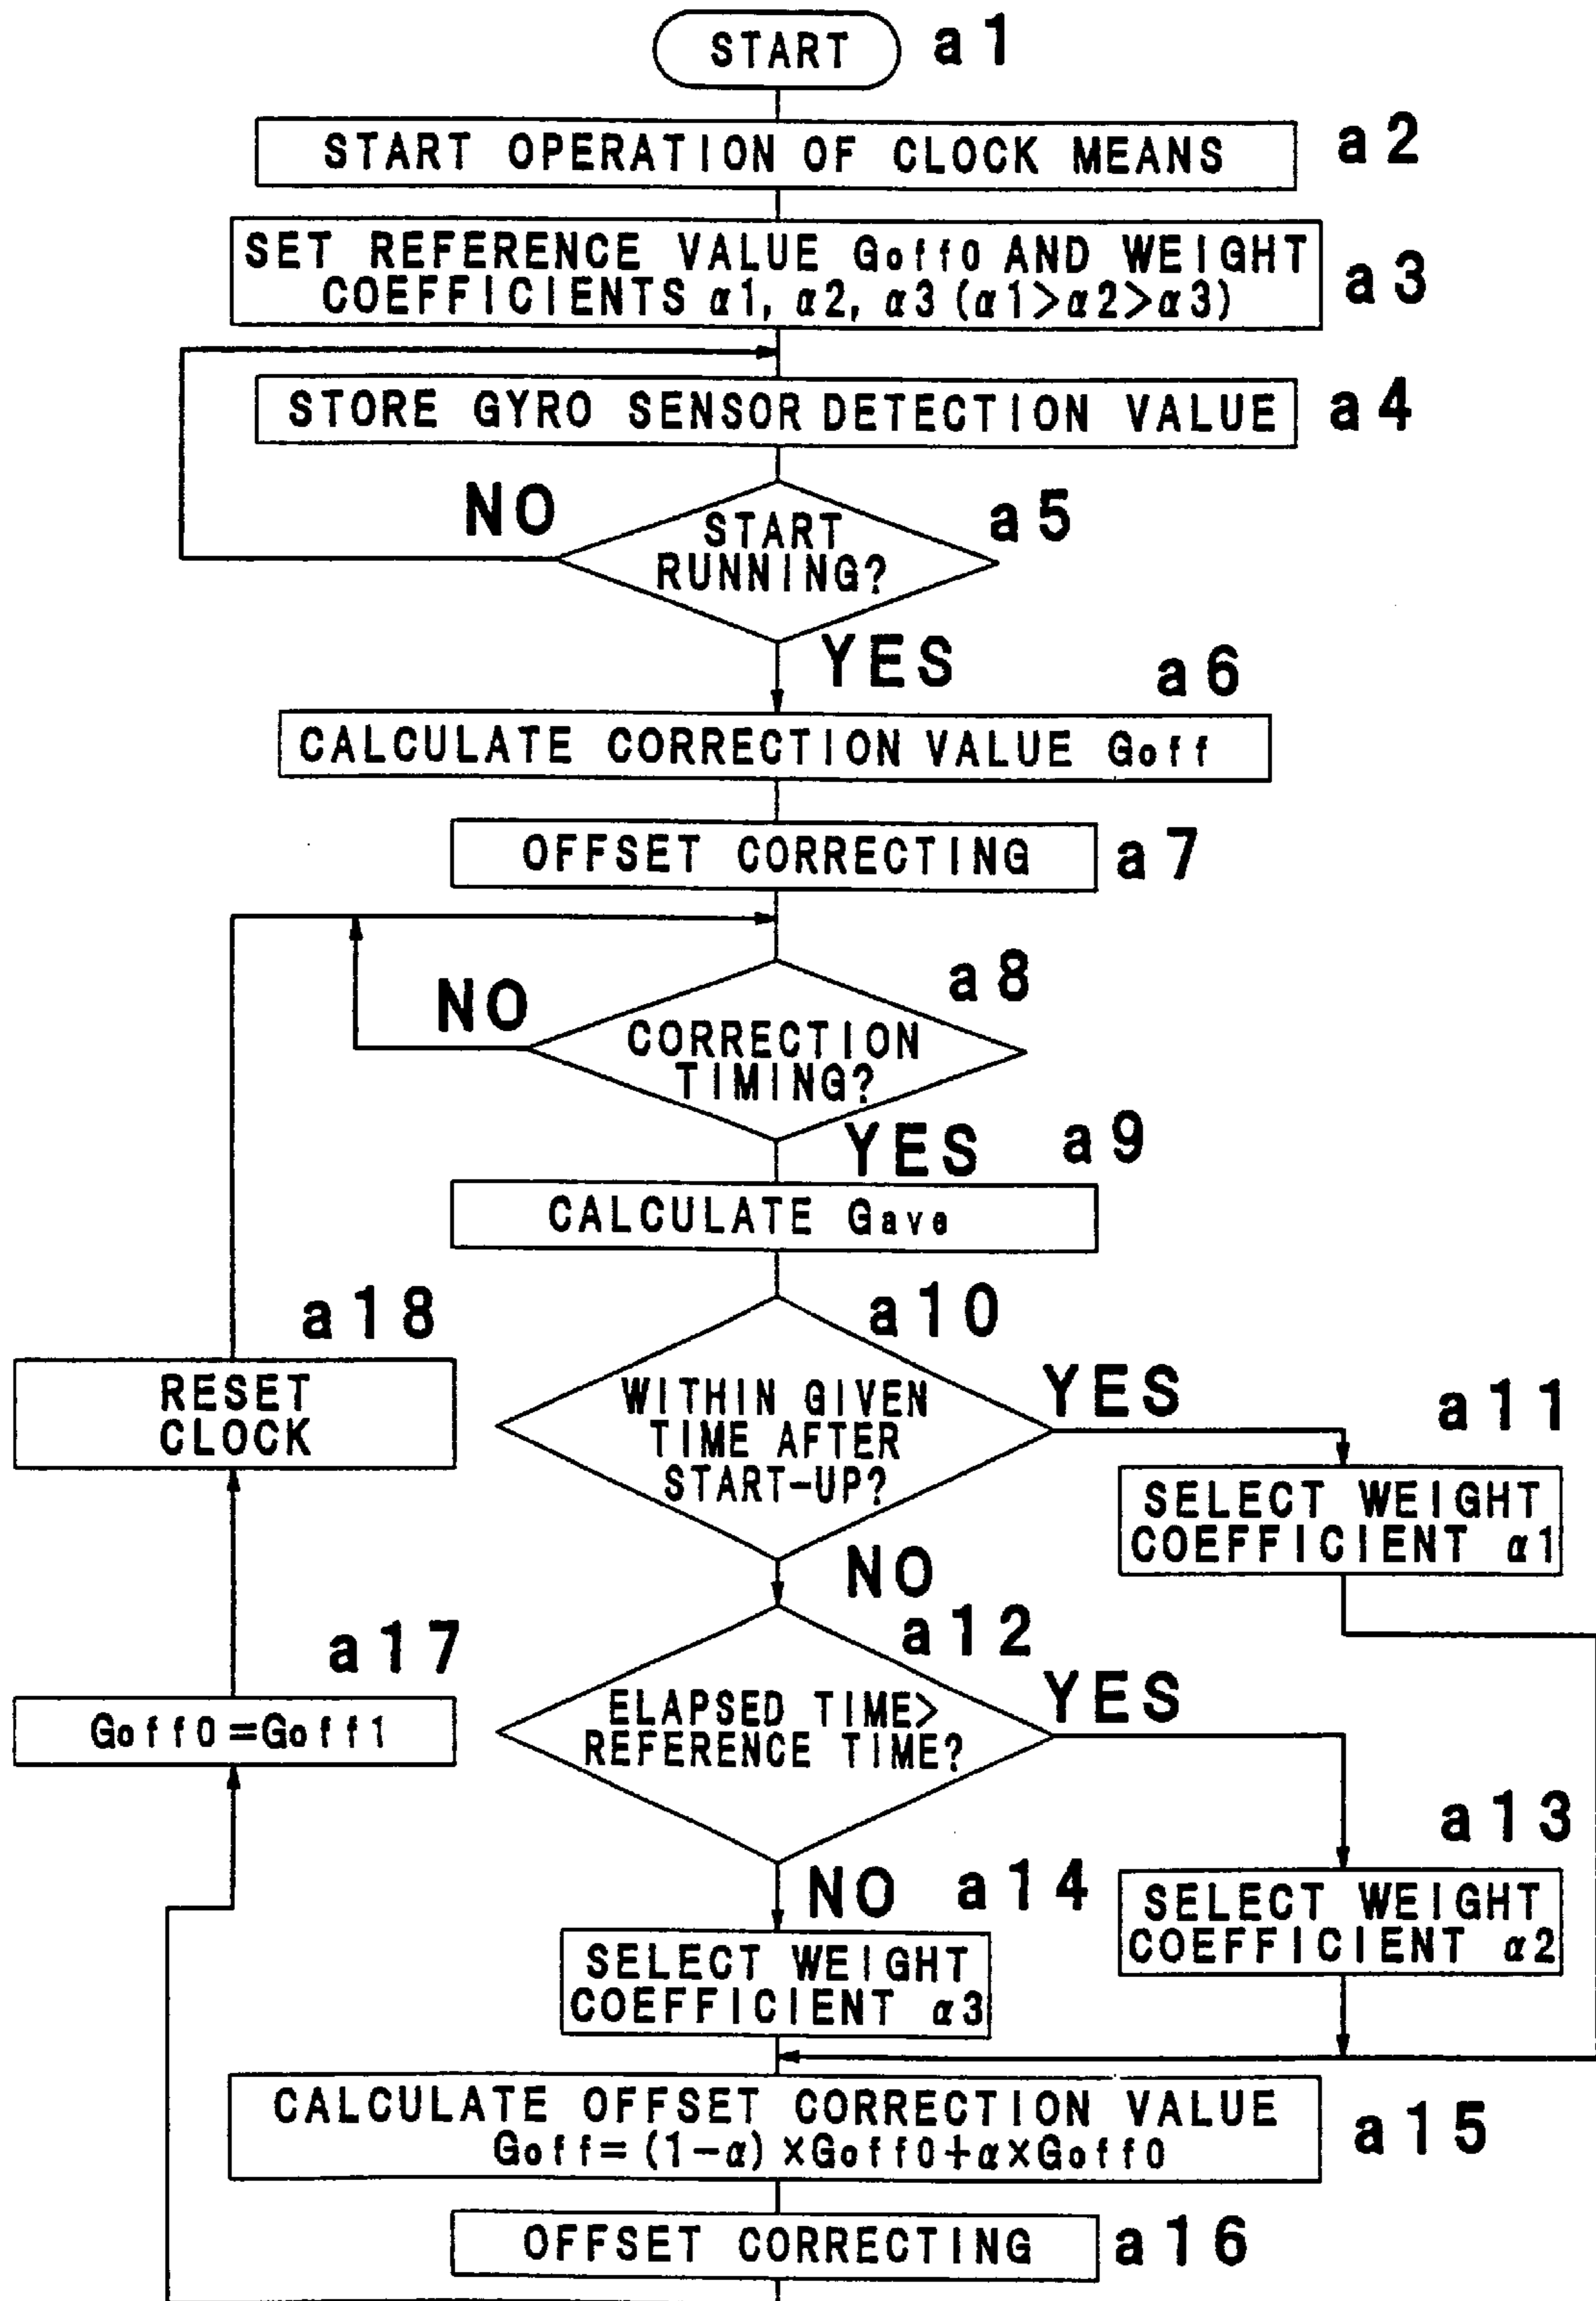 START
a1
START OPERATION OF CLOCK MEANS
a2
SET REFERENCE VALUE Goff0 AND WEIGHT
COEFFICIENTS α1, α2, α3 (α1>α2>α3)
a3
STORE GYRO SENSOR DETECTION VALUE
a4
NO
START
RUNNING?
a5
YES
a6
CALCULATE CORRECTION VALUE Goff
OFFSET CORRECTING
a7
NO
CORRECTION
TIMING?
a8
YES
a9
CALCULATE Gave
a18
RESET
CLOCK
a10
WITHIN GIVEN
TIME AFTER
START-UP?
YES
a11
SELECT WEIGHT
COEFFICIENT α1
NO
a17
Goff0=Goff1
a12
ELAPSED TIME>
REFERENCE TIME?
YES
a13
SELECT WEIGHT
COEFFICIENT α2
NO
a14
SELECT WEIGHT
COEFFICIENT α3
CALCULATE OFFSET CORRECTION VALUE
Goff=(1-α)×Goff0+α×Goff0
a15
OFFSET CORRECTING
a16